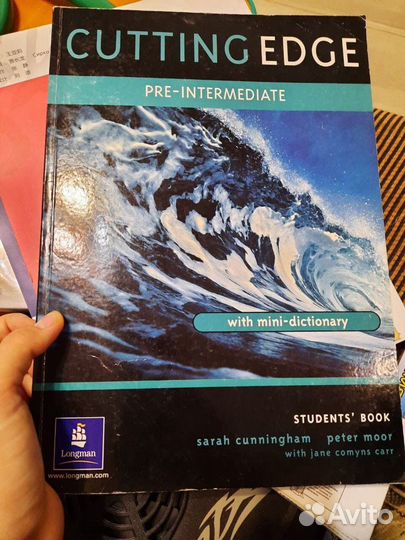 CUTTING EDGE
PRE-INTERMEDIATE
with mini-dictionary
STUDENTS' BOOK
sarah cunningham peter moor
with jane comyns carr
Longman
www.longman.com
Avito